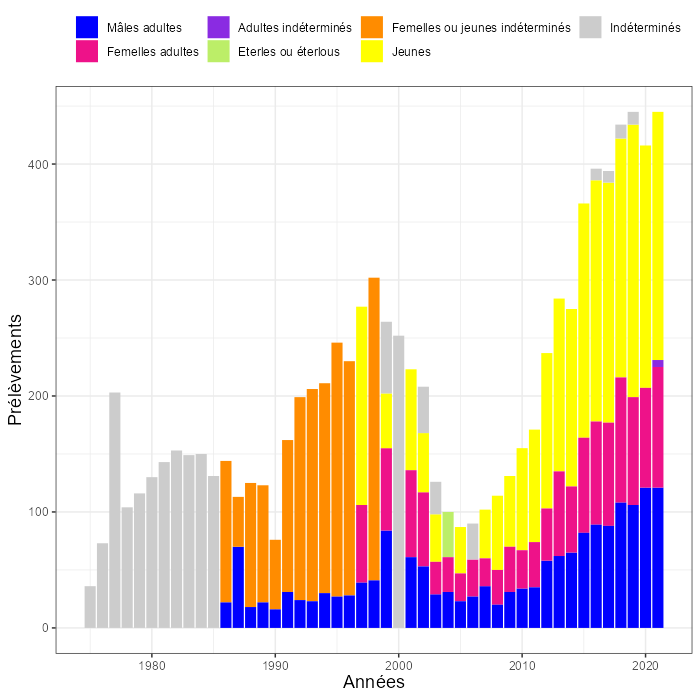 Mâles adultes Adultes indéterminés Femelles ou jeunes indéterminés Indéterminés
Femelles adultes Eterles ou éterlous Jeunes
Prélèvements
400
300
200
100
0
1980 1990 2000 2010 2020
Années